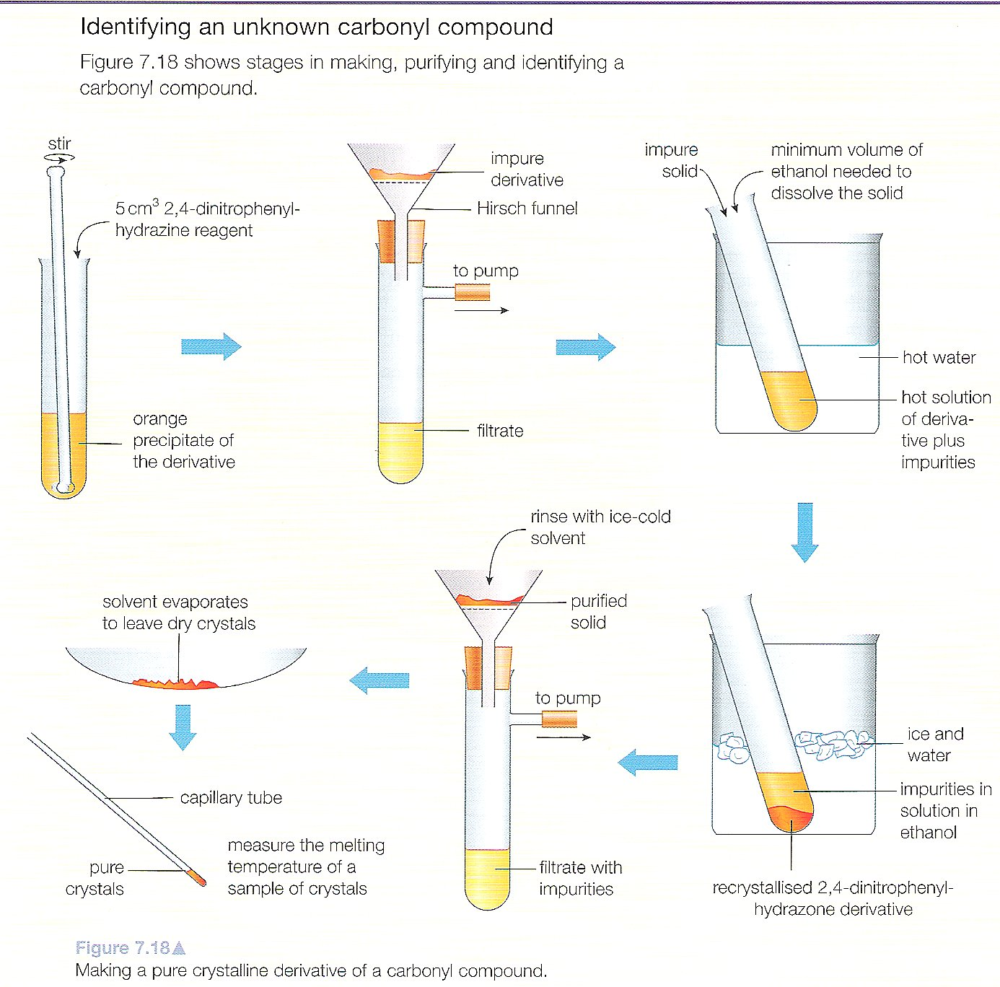 Identifying an unknown carbonyl compound
Figure 7.18 shows stages in making, purifying and identifying a
carbonyl compound.
stir
5 cm³ 2,4-dinitrophenyl-
hydrazine reagent
orange
precipitate of
the derivative
impure
derivative
Hirsch funnel
to pump
filtrate
impure
solid
minimum volume of
ethanol needed to
dissolve the solid
hot water
hot solution
of deriva-
tive plus
impurities
ice and
water
impurities in
solution in
ethanol
recrystallised 2,4-dinitrophenyl-
hydrazone derivative
rinse with ice-cold
solvent
purified
solid
to pump
filtrate with
impurities
solvent evaporates
to leave dry crystals
capillary tube
pure
crystals
measure the melting
temperature of a
sample of crystals
Figure 7.18▲
Making a pure crystalline derivative of a carbonyl compound.